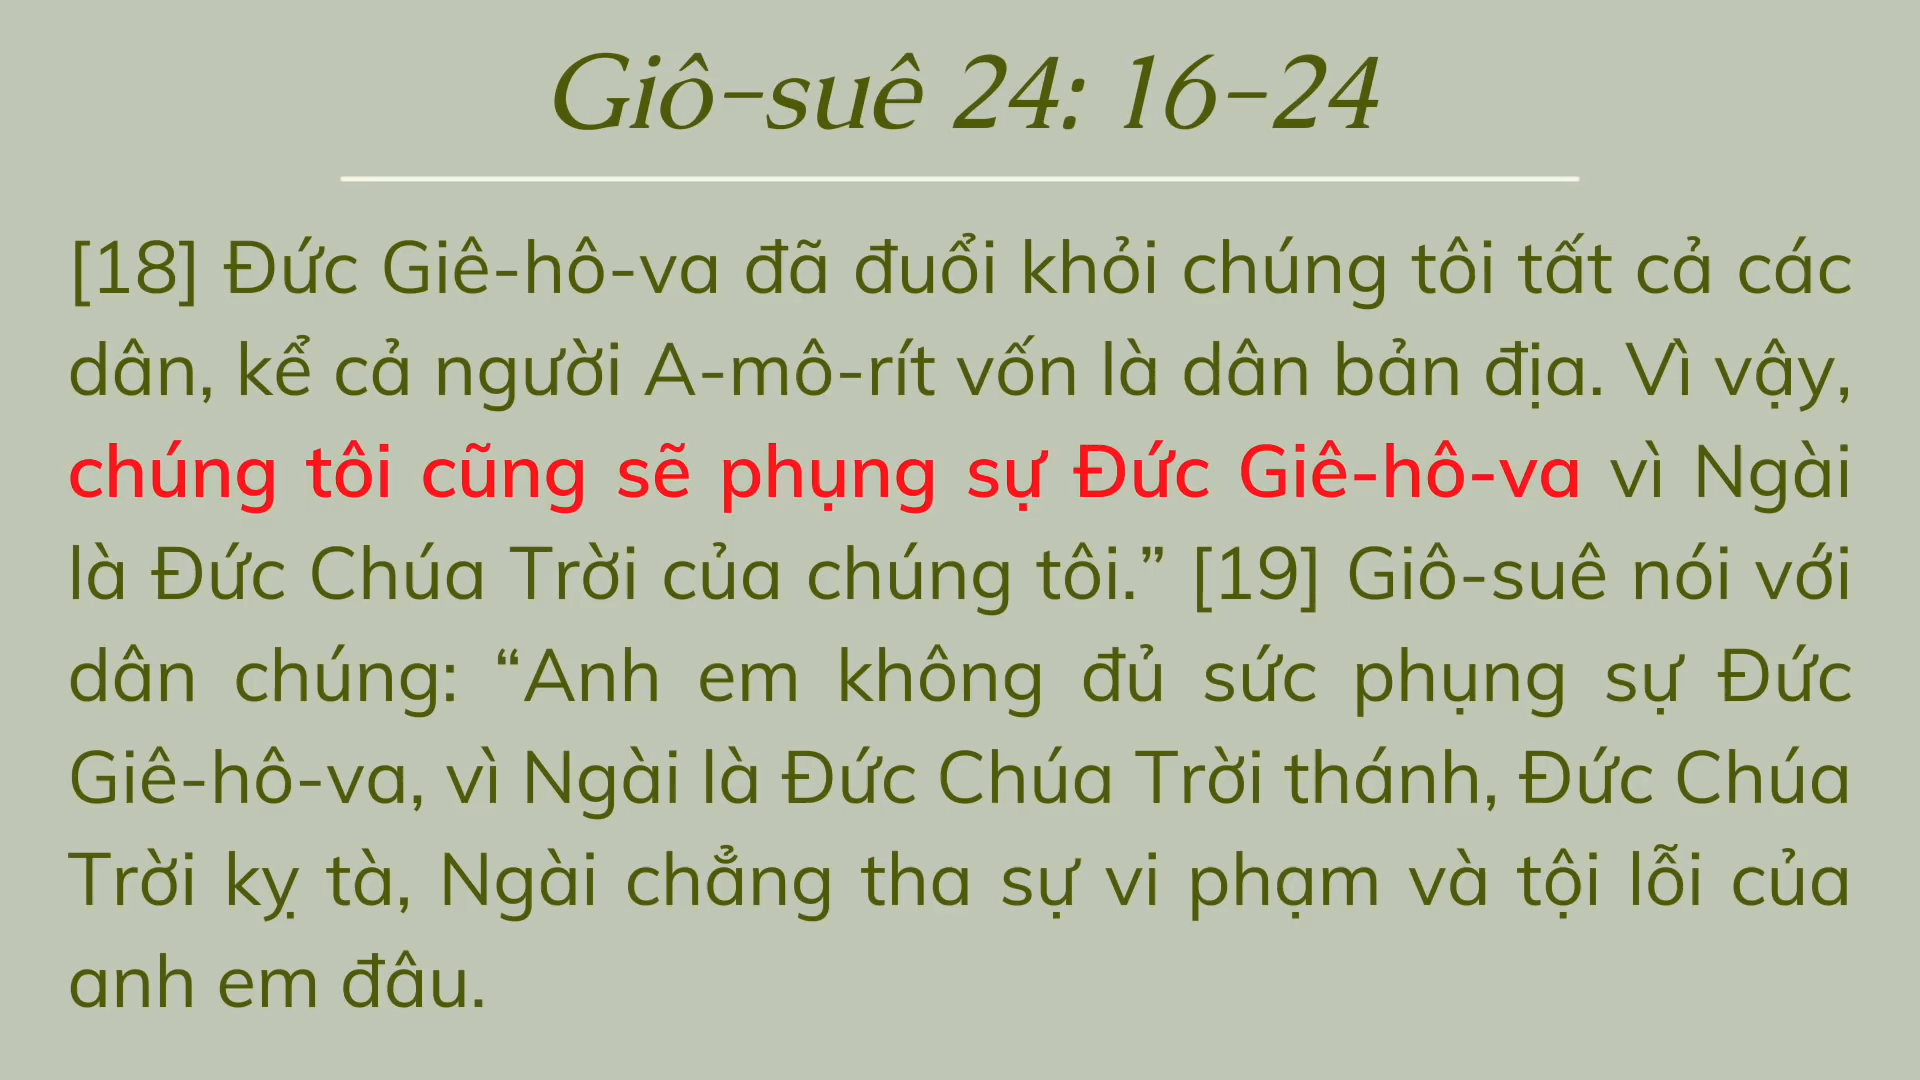 Giô-suê 24: 16-24
[18] Đức Giê-hô-va đã đuổi khỏi chúng tôi tất cả các
dân, kể cả người A-mô-rít vốn là dân bản địa. Vì vậy,
chúng tôi cũng sẽ phụng sự Đức Giê-hô-va vì Ngài
là Đức Chúa Trời của chúng tôi.” [19] Giô-suê nói với
dân chúng: “Anh em không đủ sức phụng sự Đức
Giê-hô-va, vì Ngài là Đức Chúa Trời thánh, Đức Chúa
Trời kỵ tà, Ngài chẳng tha sự vi phạm và tội lỗi của
anh em đâu.